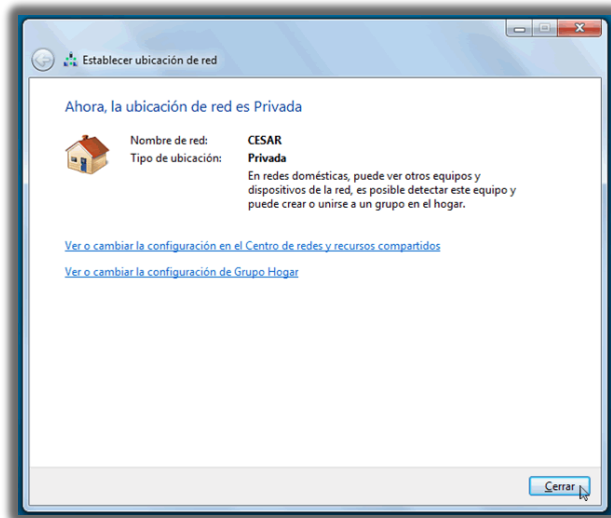 Establecer ubicación de red
Ahora, la ubicación de red es Privada
Nombre de red: CESAR
Tipo de ubicación: Privada
En redes domésticas, puede ver otros equipos y
dispositivos de la red, es posible detectar este equipo y
puede crear o unirse a un grupo en el hogar.
Ver o cambiar la configuración en el Centro de redes y recursos compartidos
Ver o cambiar la configuración de Grupo Hogar
Cerrar